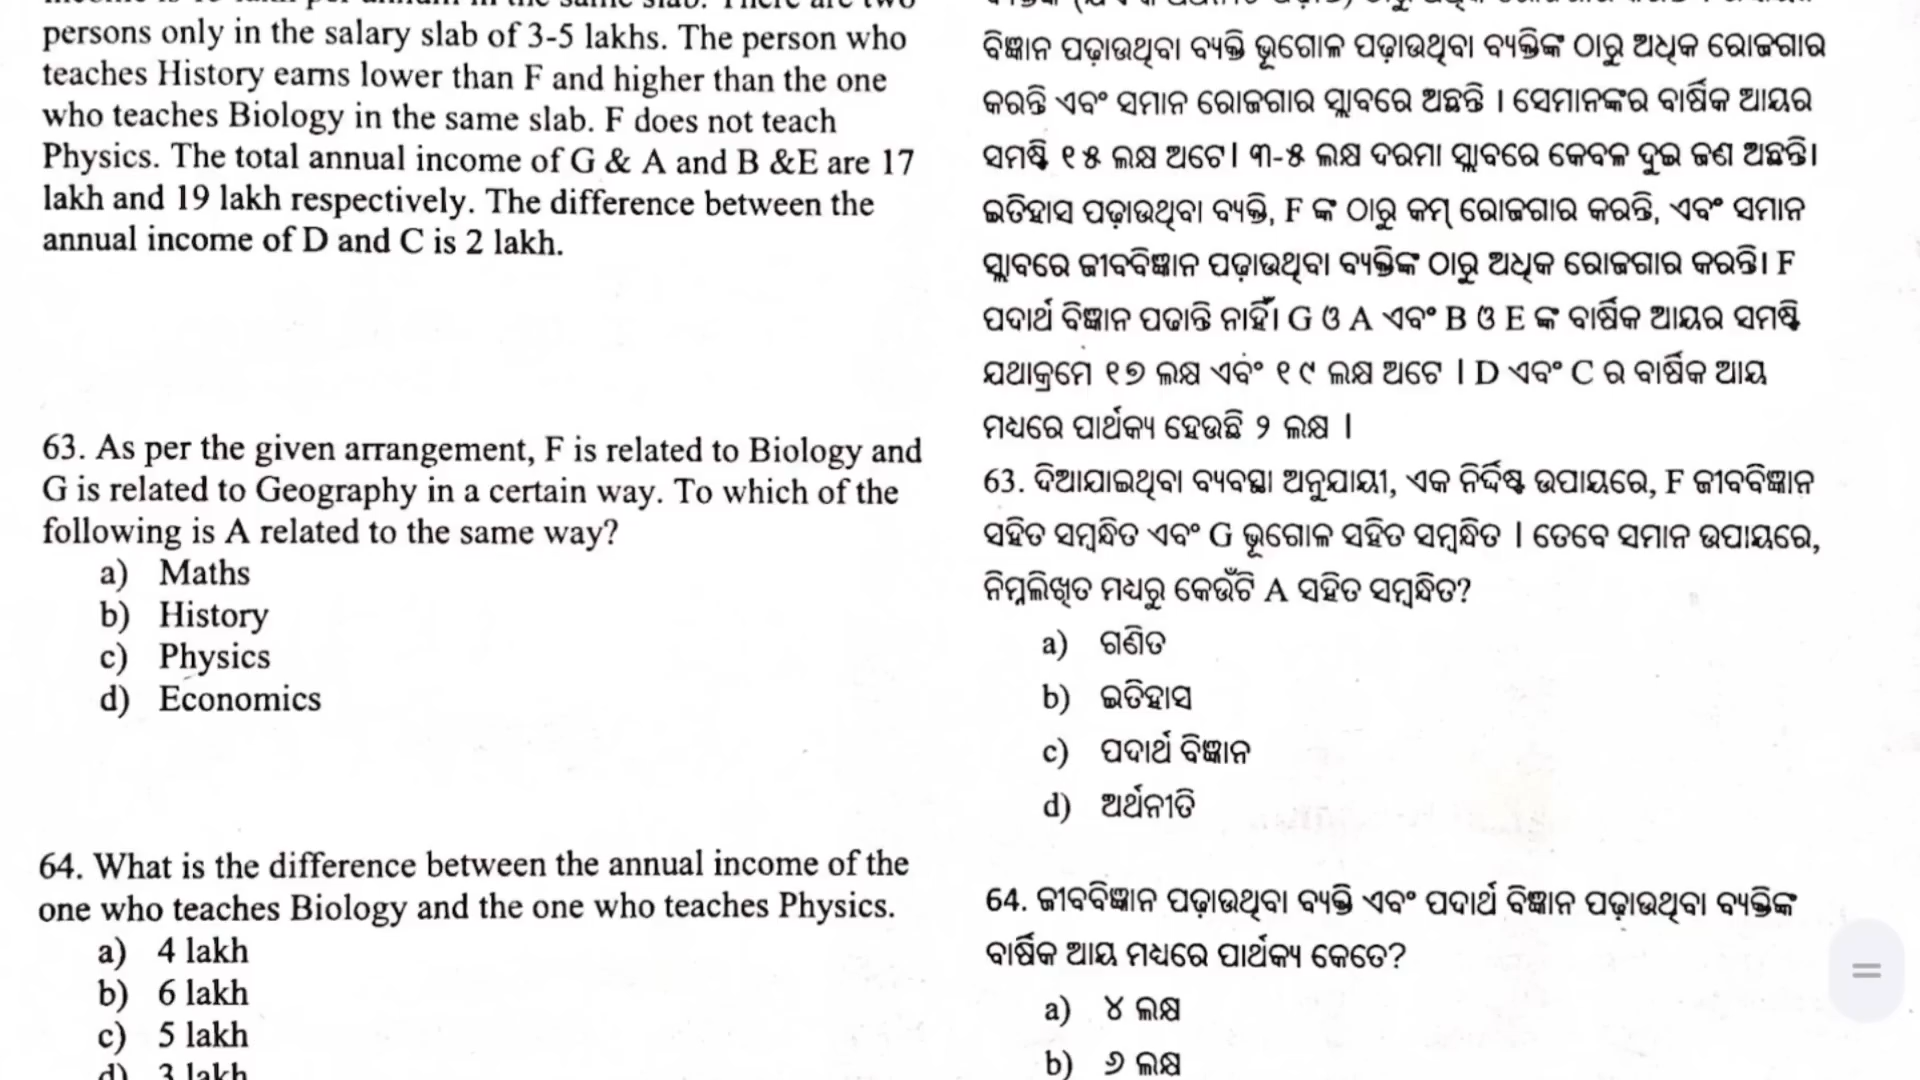 persons only in the salary slab of 3-5 lakhs. The person who
teaches History earns lower than F and higher than the one
who teaches Biology in the same slab. F does not teach
Physics. The total annual income of G & A and B &E are 17
lakh and 19 lakh respectively. The difference between the
annual income of D and C is 2 lakh.
63. As per the given arrangement, F is related to Biology and
G is related to Geography in a certain way. To which of the
following is A related to the same way?
a) Maths
b) History
c) Physics
d) Economics
64. What is the difference between the annual income of the
one who teaches Biology and the one who teaches Physics.
a) 4 lakh
b) 6 lakh
c) 5 lakh
d) 3 lakh
ବିଜ୍ଞାନ ପଢ଼ାଉଥିବା ବ୍ୟକ୍ତି ଭୂଗୋଳ ପଢ଼ାଉଥିବା ବ୍ୟକ୍ତିଙ୍କ ଠାରୁ ଅଧିକ ରୋଜଗାର
କରନ୍ତି ଏବଂ ସମାନ ରୋଜଗାର ସ୍ଲାବରେ ଅଛନ୍ତି । ସେମାନଙ୍କର ବାର୍ଷିକ ଆୟର
ସମଷ୍ଟି ୧୫ ଲକ୍ଷ ଅଟେ। ୩-୫ ଲକ୍ଷ ଦରମା ସ୍ଲାବରେ କେବଳ ଦୁଇ ଜଣ ଅଛନ୍ତି।
ଇତିହାସ ପଢ଼ାଉଥିବା ବ୍ୟକ୍ତି, F ଙ୍କ ଠାରୁ କମ୍ ରୋଜଗାର କରନ୍ତି, ଏବଂ ସମାନ
ସ୍ଲାବରେ ଜୀବବିଜ୍ଞାନ ପଢ଼ାଉଥିବା ବ୍ୟକ୍ତିଙ୍କ ଠାରୁ ଅଧିକ ରୋଜଗାର କରନ୍ତି। F
ପଦାର୍ଥ ବିଜ୍ଞାନ ପଢାନ୍ତି ନାହିଁ। G ଓ A ଏବଂ B ଓ E ଙ୍କ ବାର୍ଷିକ ଆୟର ସମଷ୍ଟି
ଯଥାକ୍ରମେ ୧୭ ଲକ୍ଷ ଏବଂ ୧୯ ଲକ୍ଷ ଅଟେ । D ଏବଂ C ର ବାର୍ଷିକ ଆୟ
ମଧ୍ୟରେ ପାର୍ଥକ୍ୟ ହେଉଛି ୨ ଲକ୍ଷ ।
63. ଦିଆଯାଇଥିବା ବ୍ୟବସ୍ଥା ଅନୁଯାୟୀ, ଏକ ନିର୍ଦ୍ଦିଷ୍ଟ ଉପାୟରେ, F ଜୀବବିଜ୍ଞାନ
ସହିତ ସମ୍ବନ୍ଧିତ ଏବଂ G ଭୂଗୋଳ ସହିତ ସମ୍ବନ୍ଧିତ । ତେବେ ସମାନ ଉପାୟରେ,
ନିମ୍ନଲିଖିତ ମଧ୍ୟରୁ କେଉଁଟି A ସହିତ ସମ୍ବନ୍ଧିତ?
a) ଗଣିତ
b) ଇତିହାସ
c) ପଦାର୍ଥ ବିଜ୍ଞାନ
d) ଅର୍ଥନୀତି
64. ଜୀବବିଜ୍ଞାନ ପଢ଼ାଉଥିବା ବ୍ୟକ୍ତି ଏବଂ ପଦାର୍ଥ ବିଜ୍ଞାନ ପଢ଼ାଉଥିବା ବ୍ୟକ୍ତିଙ୍କ
ବାର୍ଷିକ ଆୟ ମଧ୍ୟରେ ପାର୍ଥକ୍ୟ କେତେ?
a) ୪ ଲକ୍ଷ
b) ୬ ଲକ୍ଷ